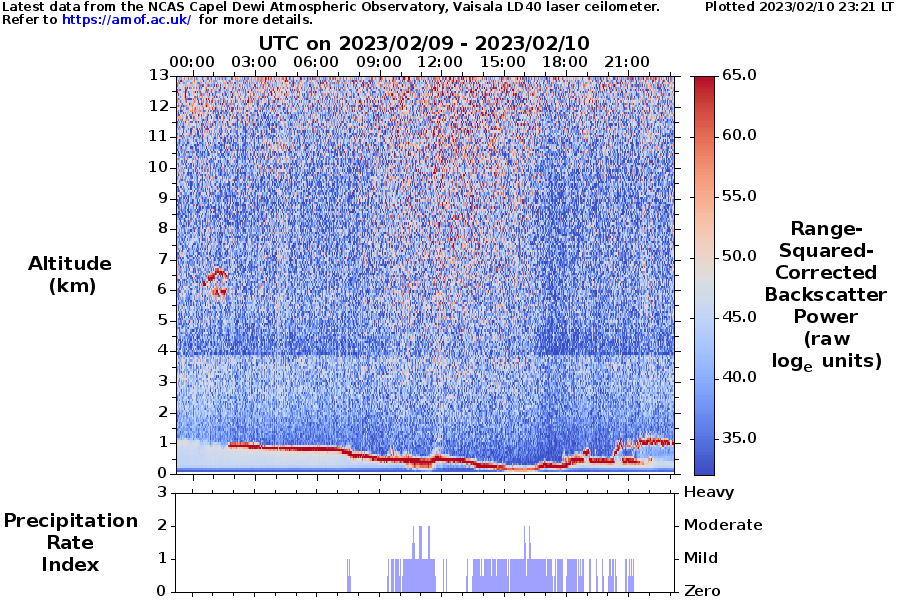 Latest data from the NCAS Capel Dewi Atmospheric Observatory, Vaisala LD40 laser ceilometer.
Plotted 2023/02/10 23:21 LT
Refer to https://amof.ac.uk/ for more details.
UTC on 2023/02/09 - 2023/02/10
00:00 02:00 03:00 06:00 09:00 12:00 15:00 18:00 21:00
13
12
11
10
9
8
7
6
5
4
3
2
1
0
Altitude
(km)
65.0
60.0
55.0
50.0
45.0
40.0
35.0
Range-
Squared-
Corrected
Backscatter
Power
(raw
loge units)
Precipitation
Rate
Index
3
2
1
0
Heavy
Moderate
Mild
Zero